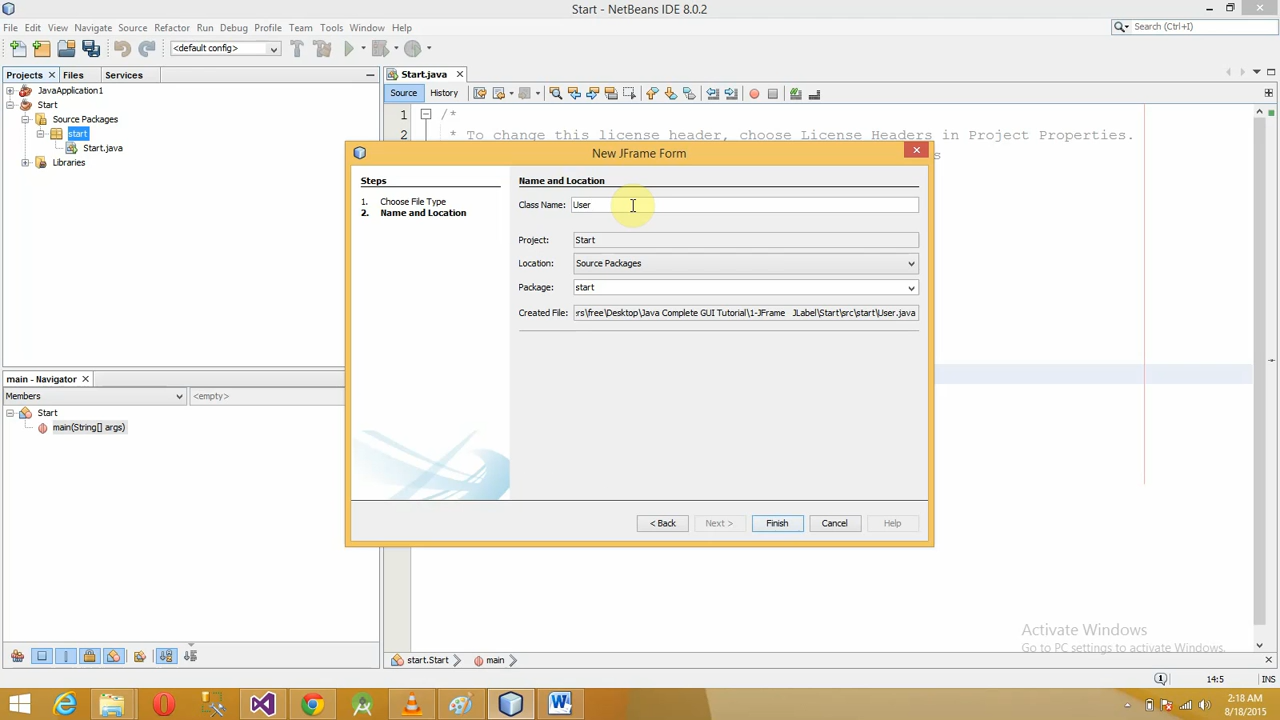 Start - NetBeans IDE 8.0.2
File Edit View Navigate Source Refactor Run Debug Profile Team Tools Window Help
Search (Ctrl+I)
<default config>
Projects Files Services
Start.java
JavaApplication1
Start
Source Packages
start
Start.java
Libraries
Source History
1 /*
2 * To change this license header, choose License Headers in Project Properties.
s
New JFrame Form
Steps
1. Choose File Type
2. Name and Location
Name and Location
Class Name: User
Project: Start
Location: Source Packages
Package: start
Created File: :rs\free\Desktop\Java Complete GUI Tutorial\1-JFrame JLabel\Start\src\start\User.java
< Back Next > Finish Cancel Help
main - Navigator
Members <empty>
Start
main(String[] args)
Activate Windows
Go to PC settings to activate Windows.
start.Start main
1 14:5 INS
2:18 AM
8/18/2015